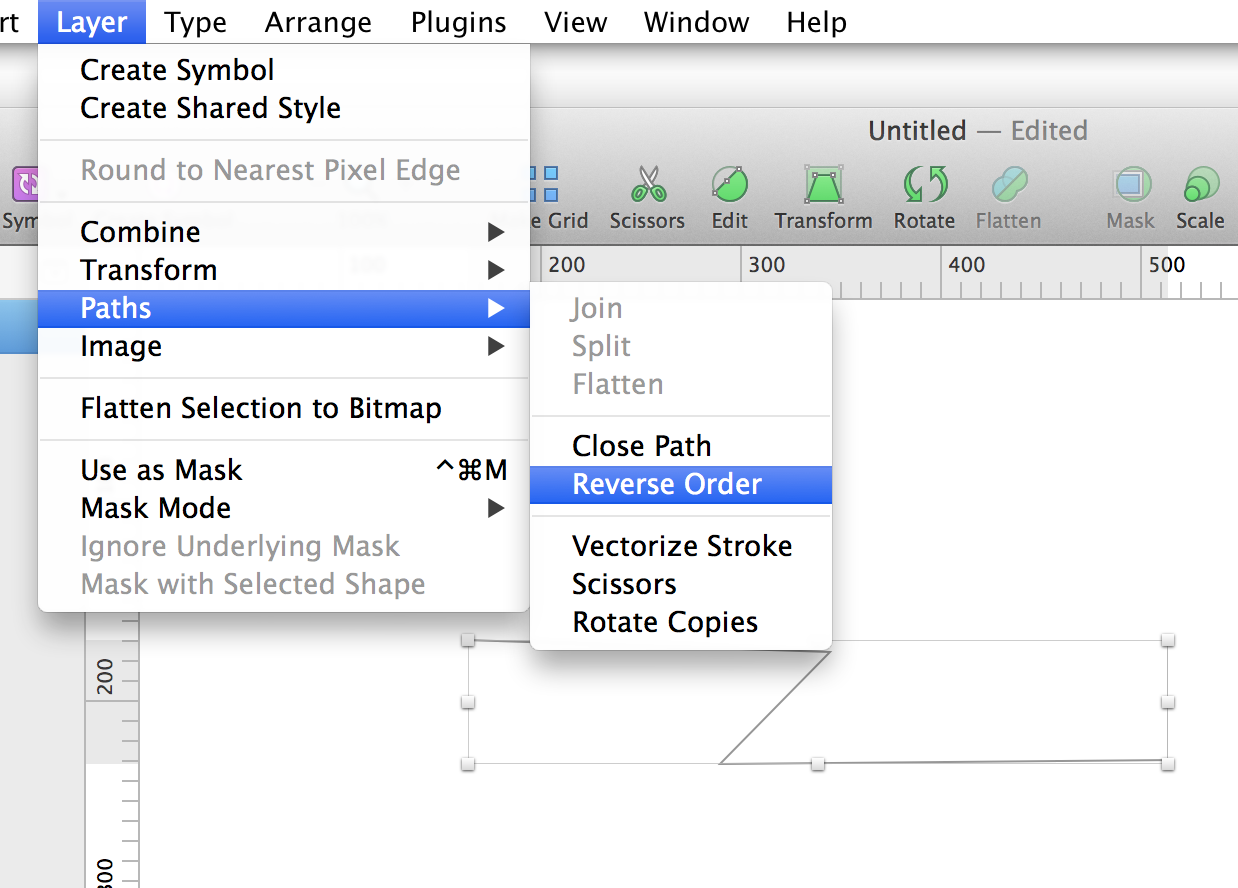 rt Layer Type Arrange Plugins View Window Help
Create Symbol
Create Shared Style
Round to Nearest Pixel Edge
Combine
Transform
Paths
Image
Flatten Selection to Bitmap
Use as Mask ^⌘M
Mask Mode
Ignore Underlying Mask
Mask with Selected Shape
Untitled — Edited
Sym
e Grid Scissors Edit Transform Rotate Flatten Mask Scale
200 300 400 500
Join
Split
Flatten
Close Path
Reverse Order
Vectorize Stroke
Scissors
Rotate Copies
200